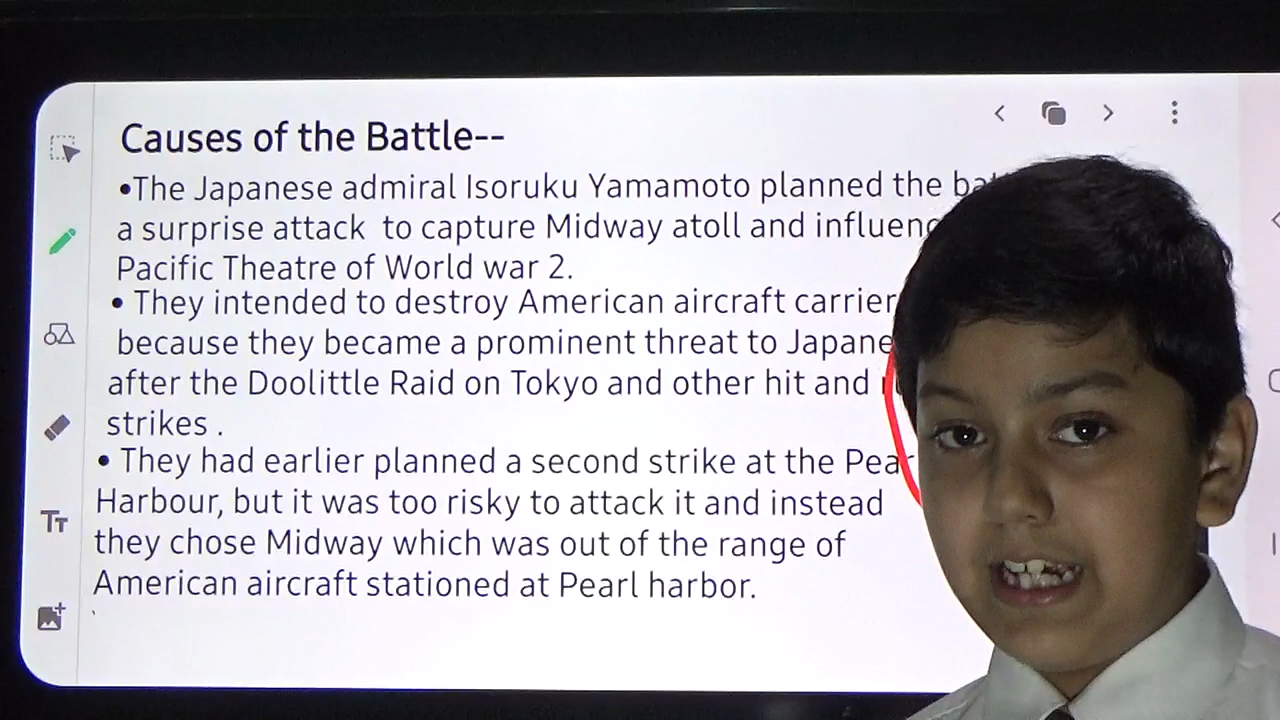 Causes of the Battle--
•The Japanese admiral Isoruku Yamamoto planned the
a surprise attack to capture Midway atoll and
Pacific Theatre of World war 2.
• They intended to destroy American aircraft
because they became a prominent threat to
after the Doolittle Raid on Tokyo and other hit and
strikes .
• They had earlier planned a second strike at the
Harbour, but it was too risky to attack it and instead
they chose Midway which was out of the range of
American aircraft stationed at Pearl harbor.
TT